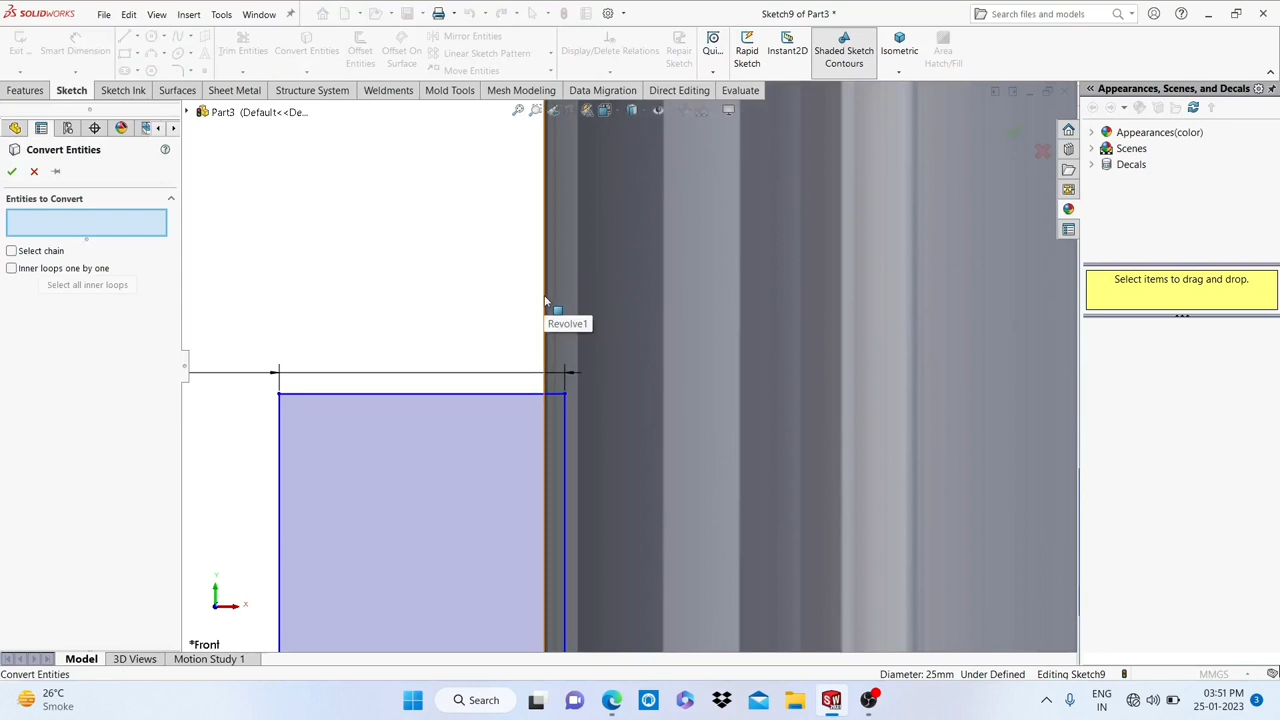 SOLIDWORKS
File
Edit
View
Insert
Tools
Window
Sketch9 of Part3 *
Search files and models
Exit...
Smart Dimension
Trim Entities
Convert Entities
Offset Entities
Offset On Surface
Mirror Entities
Linear Sketch Pattern
Move Entities
Display/Delete Relations
Repair Sketch
Qui...
Rapid Sketch
Instant2D
Shaded Sketch Contours
Isometric
Area Hatch/Fill
Features
Sketch
Sketch Ink
Surfaces
Sheet Metal
Structure System
Weldments
Mold Tools
Mesh Modeling
Data Migration
Direct Editing
Evaluate
Appearances, Scenes, and Decals
Part3 (Default<<De...
Convert Entities
Entities to Convert
Select chain
Inner loops one by one
Select all inner loops
Appearances(color)
Scenes
Decals
Select items to drag and drop.
Revolve1
Y
X
*Front
Model
3D Views
Motion Study 1
Convert Entities
Diameter: 25mm
Under Defined
Editing Sketch9
MMGS
26°C
Smoke
Search
ENG
IN
03:51 PM
25-01-2023
3